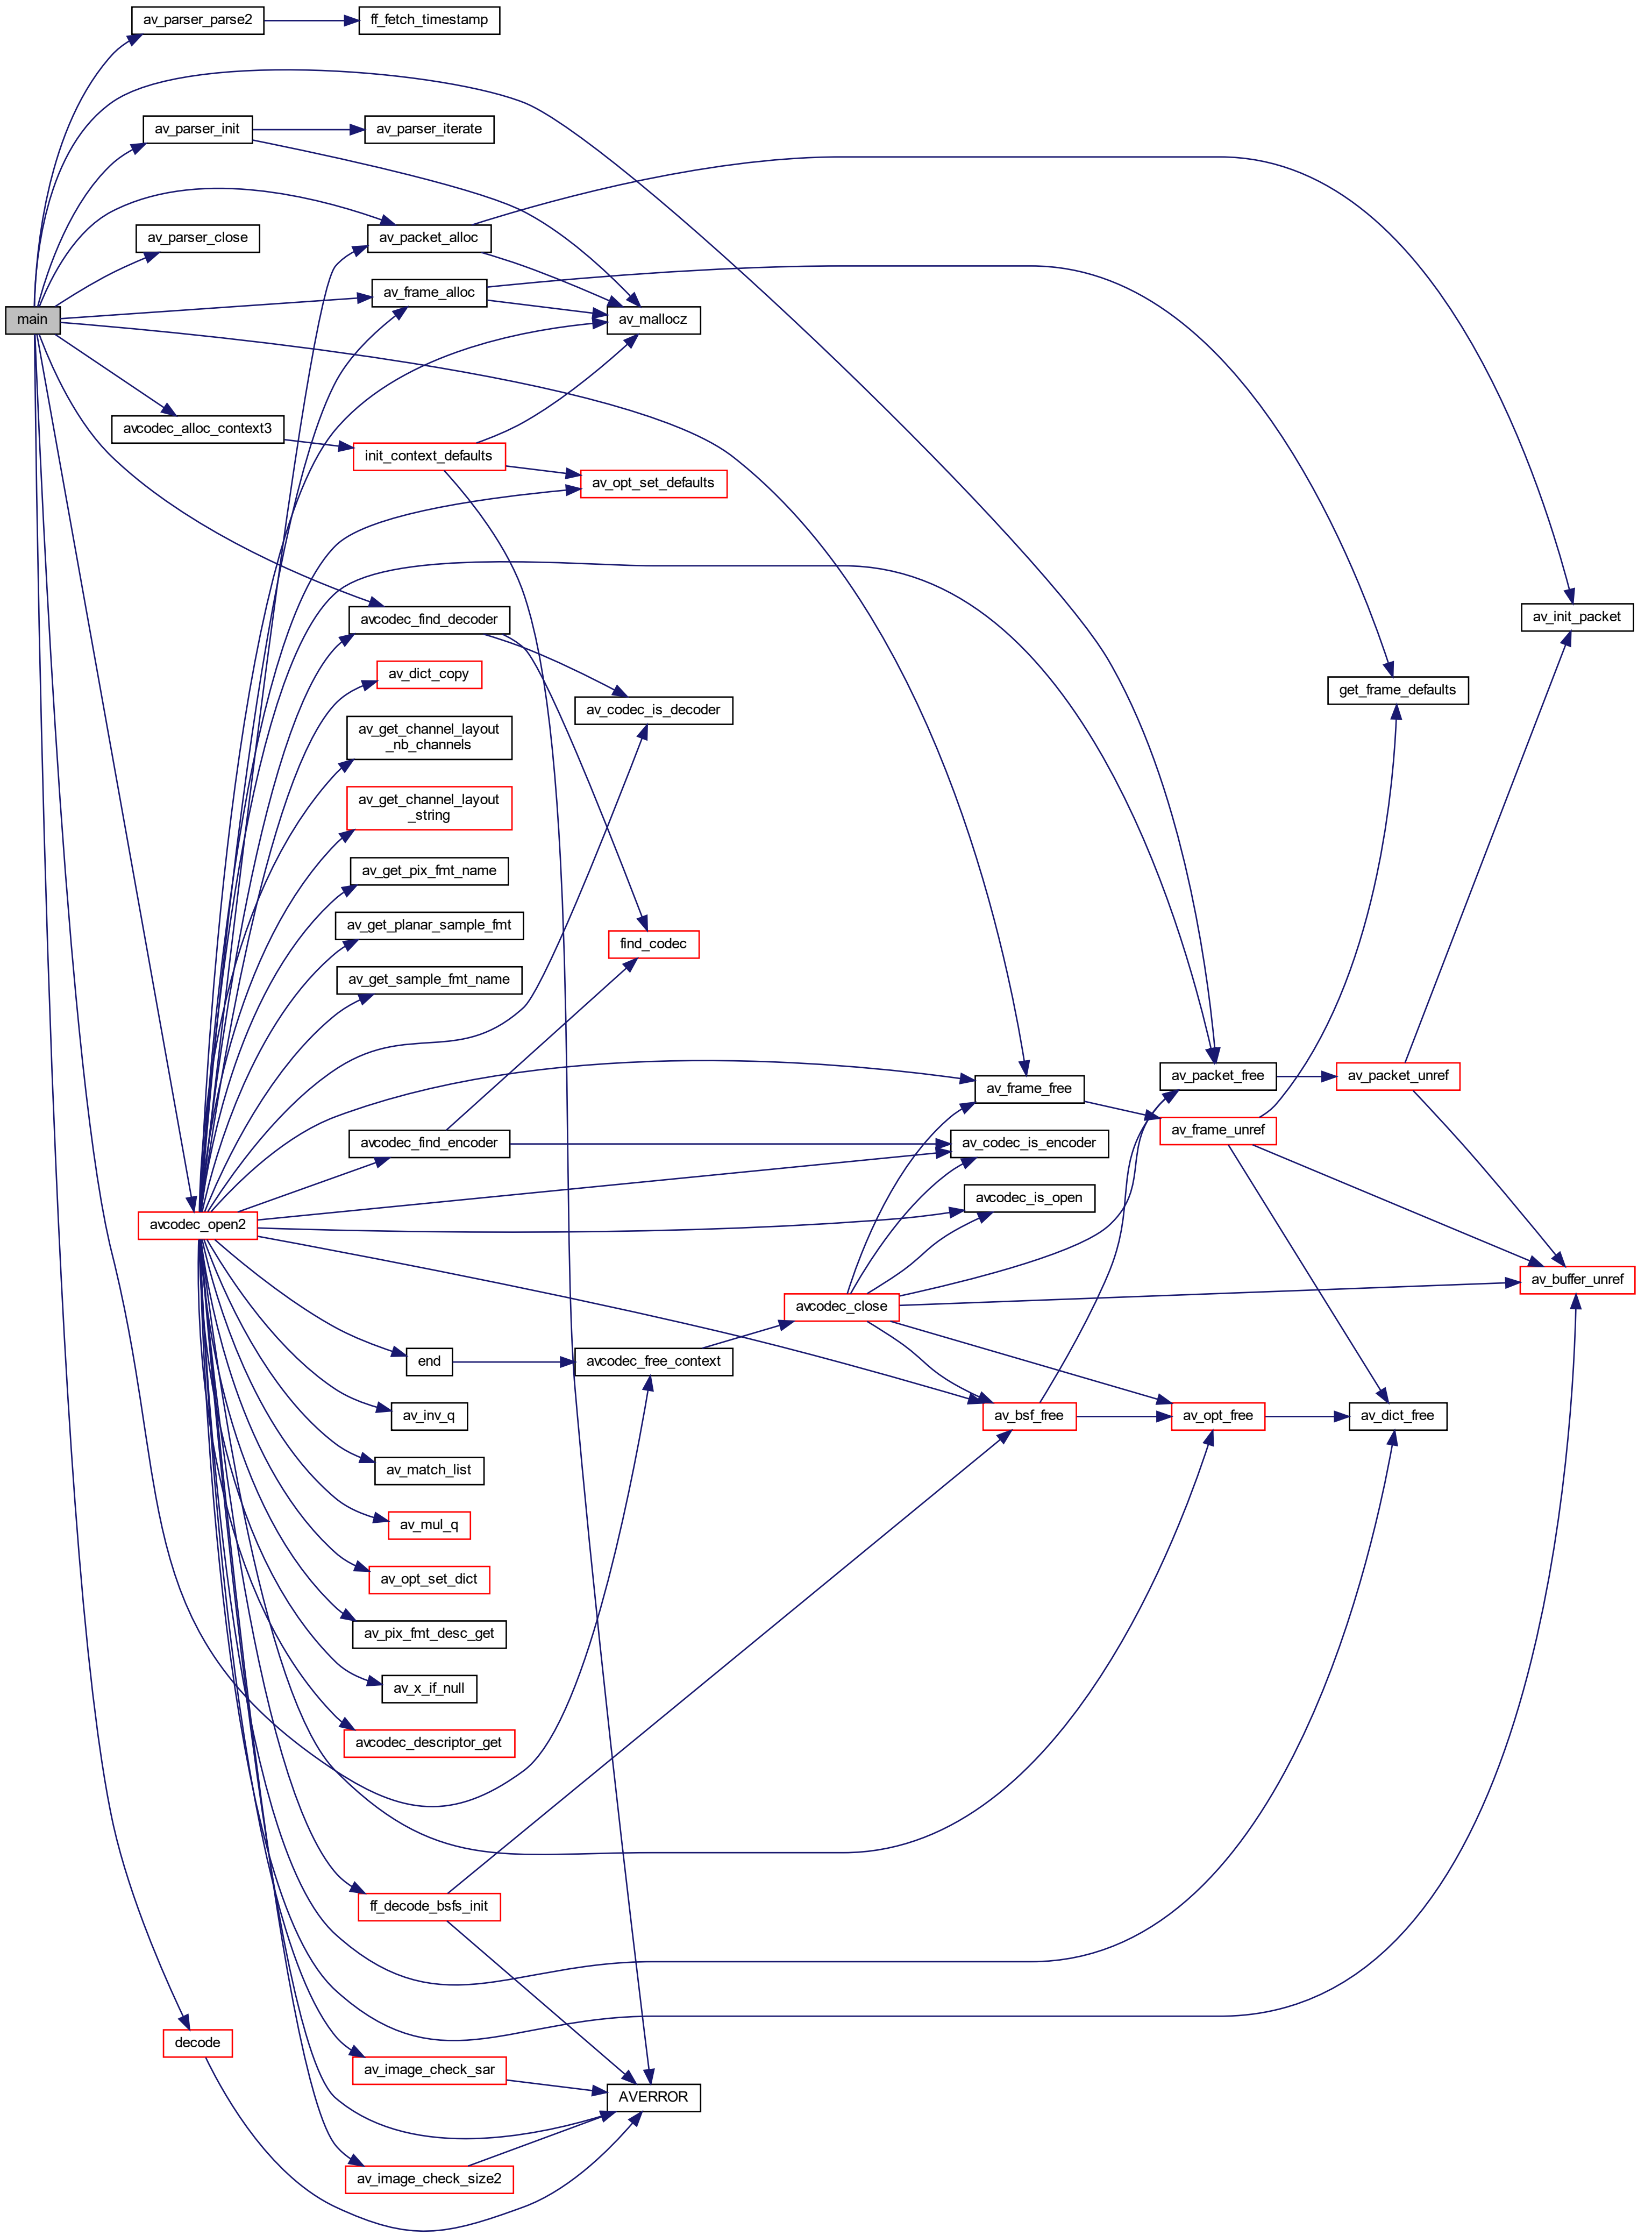 av_parser_parse2
ff_fetch_timestamp
av_parser_init
av_parser_iterate
av_parser_close
av_packet_alloc
av_frame_alloc
main
av_mallocz
avcodec_alloc_context3
init_context_defaults
av_opt_set_defaults
avcodec_find_decoder
av_init_packet
av_dict_copy
get_frame_defaults
av_codec_is_decoder
av_get_channel_layout
_nb_channels
av_get_channel_layout
_string
av_get_pix_fmt_name
av_get_planar_sample_fmt
find_codec
av_get_sample_fmt_name
av_frame_free
av_packet_free
av_packet_unref
avcodec_find_encoder
av_codec_is_encoder
av_frame_unref
avcodec_is_open
avcodec_open2
av_buffer_unref
avcodec_close
end
avcodec_free_context
av_inv_q
av_bsf_free
av_opt_free
av_dict_free
av_match_list
av_mul_q
av_opt_set_dict
av_pix_fmt_desc_get
av_x_if_null
avcodec_descriptor_get
ff_decode_bsfs_init
decode
av_image_check_sar
AVERROR
av_image_check_size2